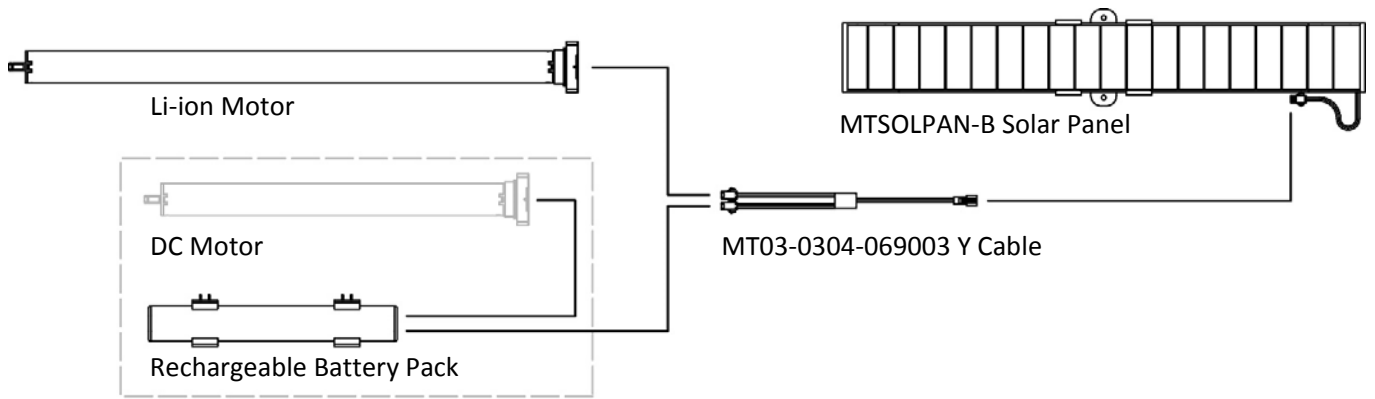 Li-ion Motor
MTSOLPAN-B Solar Panel
DC Motor
MT03-0304-069003 Y Cable
Rechargeable Battery Pack